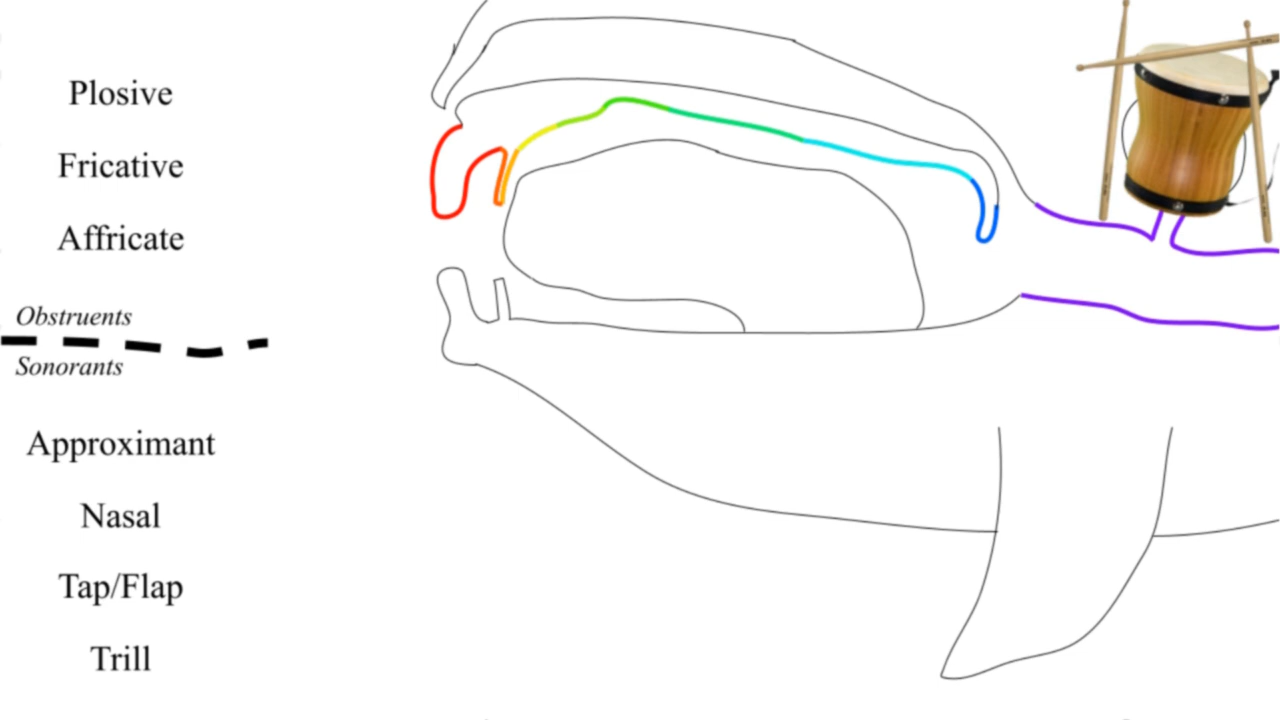 Plosive
Fricative
Affricate
Obstruents
Sonorants
Approximant
Nasal
Tap/Flap
Trill